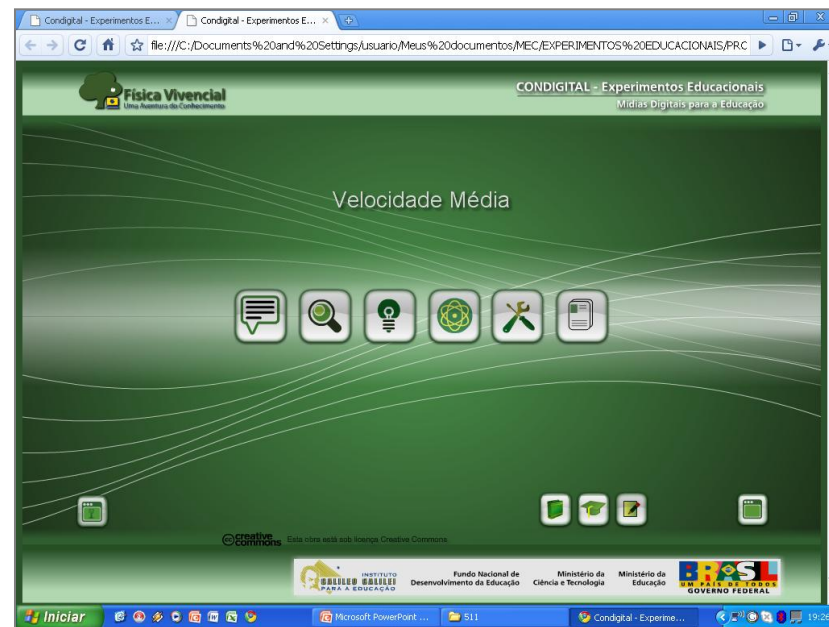 Condigital - Experimentos E...
Condigital - Experimentos E...
file:///C:/Documents%20and%20Settings/usuario/Meus%20documentos/MEC/EXPERIMENTOS%20EDUCACIONAIS/PRC
Física Vivencial
Uma Aventura do Conhecimento
CONDIGITAL - Experimentos Educacionais
Mídias Digitais para a Educação
Velocidade Média
creative commons
Esta obra está sob licença Creative Commons.
INSTITUTO
GALILEU GALILEI
PARA A EDUCAÇÃO
Fundo Nacional de
Desenvolvimento da Educação
Ministério da
Ciência e Tecnologia
Ministério da
Educação
BRASIL
UM PAÍS DE TODOS
GOVERNO FEDERAL
Iniciar
Microsoft PowerPoint ...
511
Condigital - Experime...
19:26